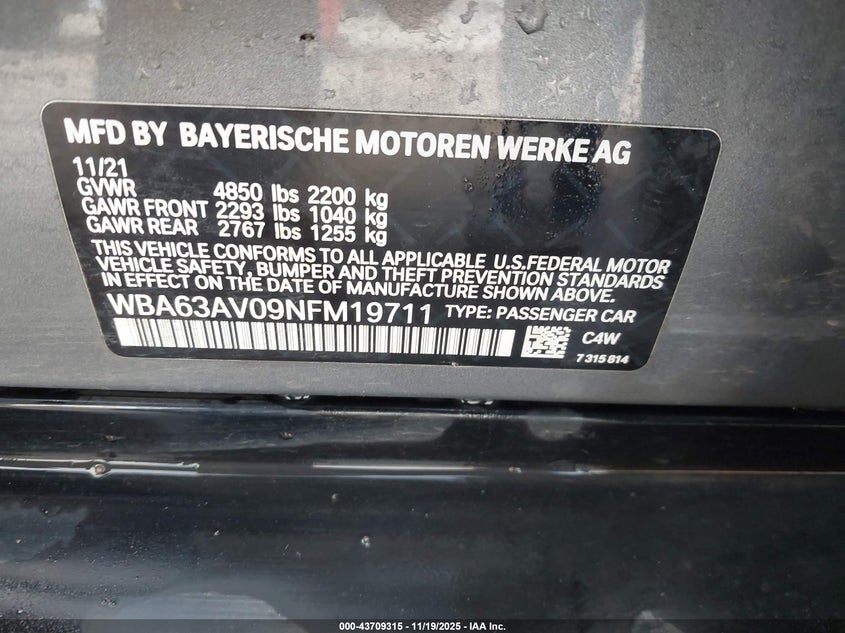 MFD BY BAYERISCHE MOTOREN WERKE AG
11/21
GVWR 4850 lbs 2200 kg
GAWR FRONT 2293 lbs 1040 kg
GAWR REAR 2767 lbs 1255 kg
THIS VEHICLE CONFORMS TO ALL APPLICABLE U.S.FEDERAL MOTOR
VEHICLE SAFETY, BUMPER AND THEFT PREVENTION STANDARDS
IN EFFECT ON THE DATE OF MANUFACTURE SHOWN ABOVE.
WBA63AV09NFM19711 TYPE: PASSENGER CAR
C4W
7315814
000-43709315 - 11/19/2025 - IAA Inc.